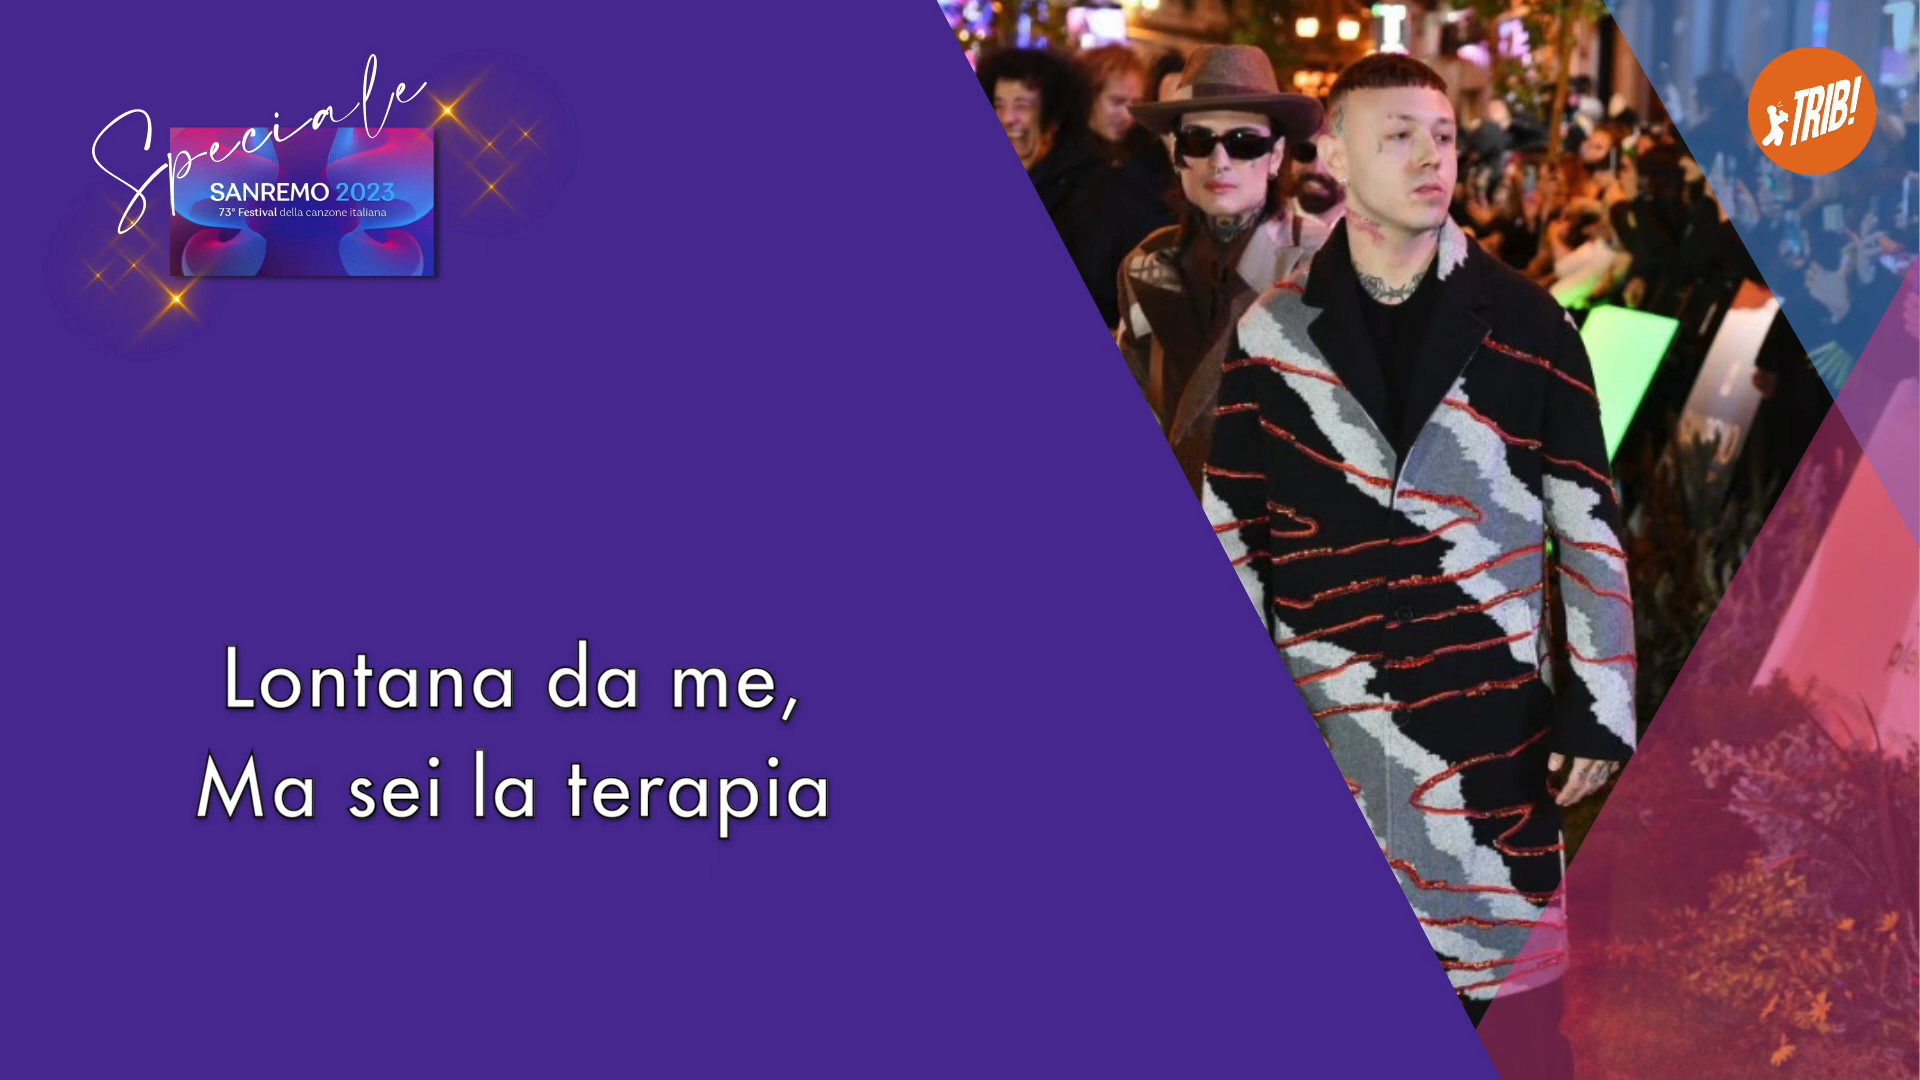 Speciale
SANREMO 2023
73° Festival della canzone italiana
TRIB!
Lontana da me,
Ma sei la terapia